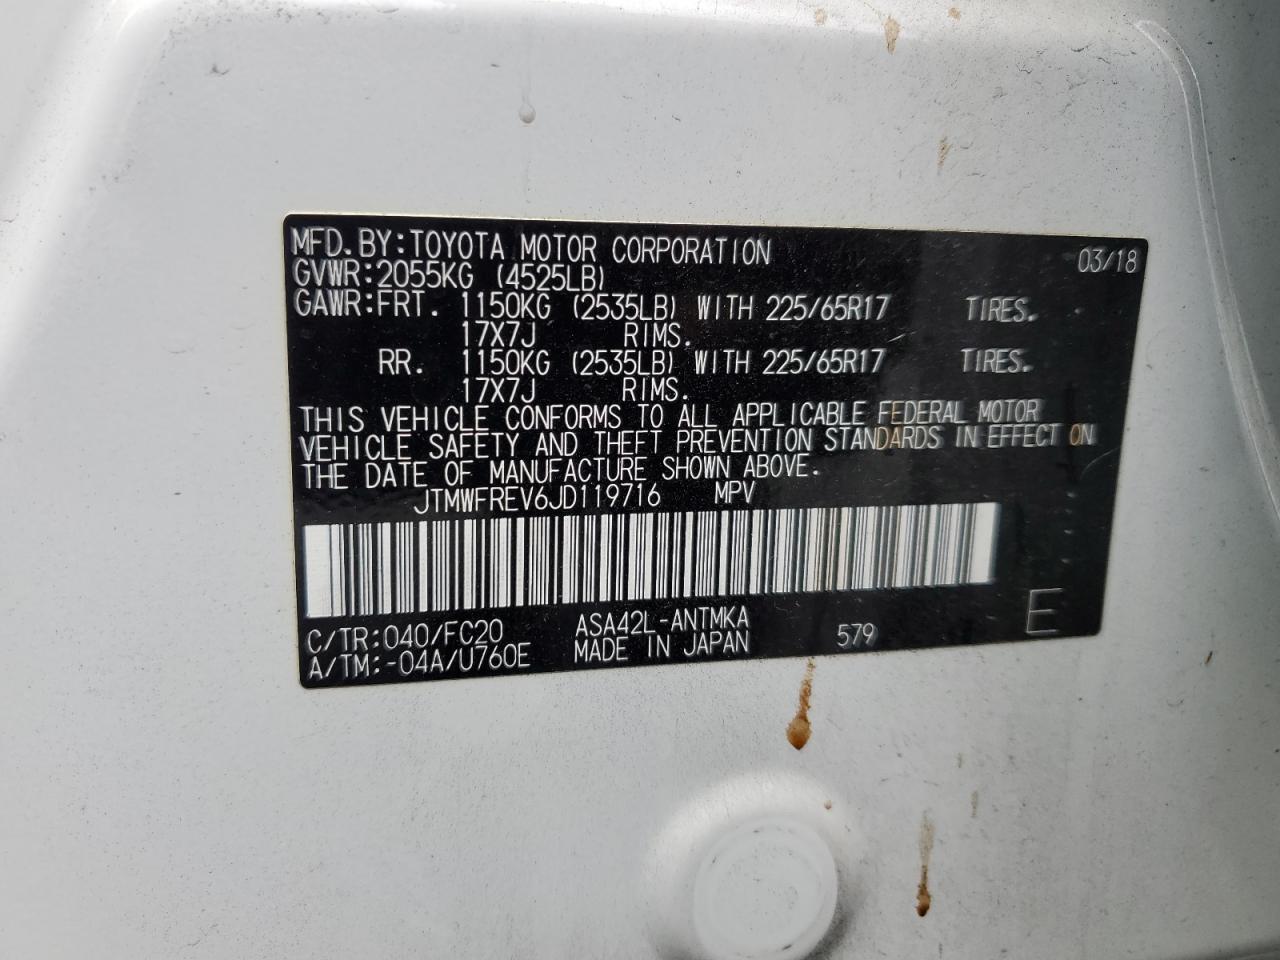 MFD. BY:TOYOTA MOTOR CORPORATION 03/18
GVWR:2055KG (4525LB)
GAWR:FRT. 1150KG (2535LB) WITH 225/65R17 TIRES.
17X7J RIMS.
RR. 1150KG (2535LB) WITH 225/65R17 TIRES.
17X7J RIMS.
THIS VEHICLE CONFORMS TO ALL APPLICABLE FEDERAL MOTOR
VEHICLE SAFETY AND THEFT PREVENTION STANDARDS IN EFFECT ON
THE DATE OF MANUFACTURE SHOWN ABOVE.
JTMWFREV6JD119716 MPV
C/TR:040/FC20 ASA42L-ANTMKA 579 E
A/TM:-04A/U760E MADE IN JAPAN